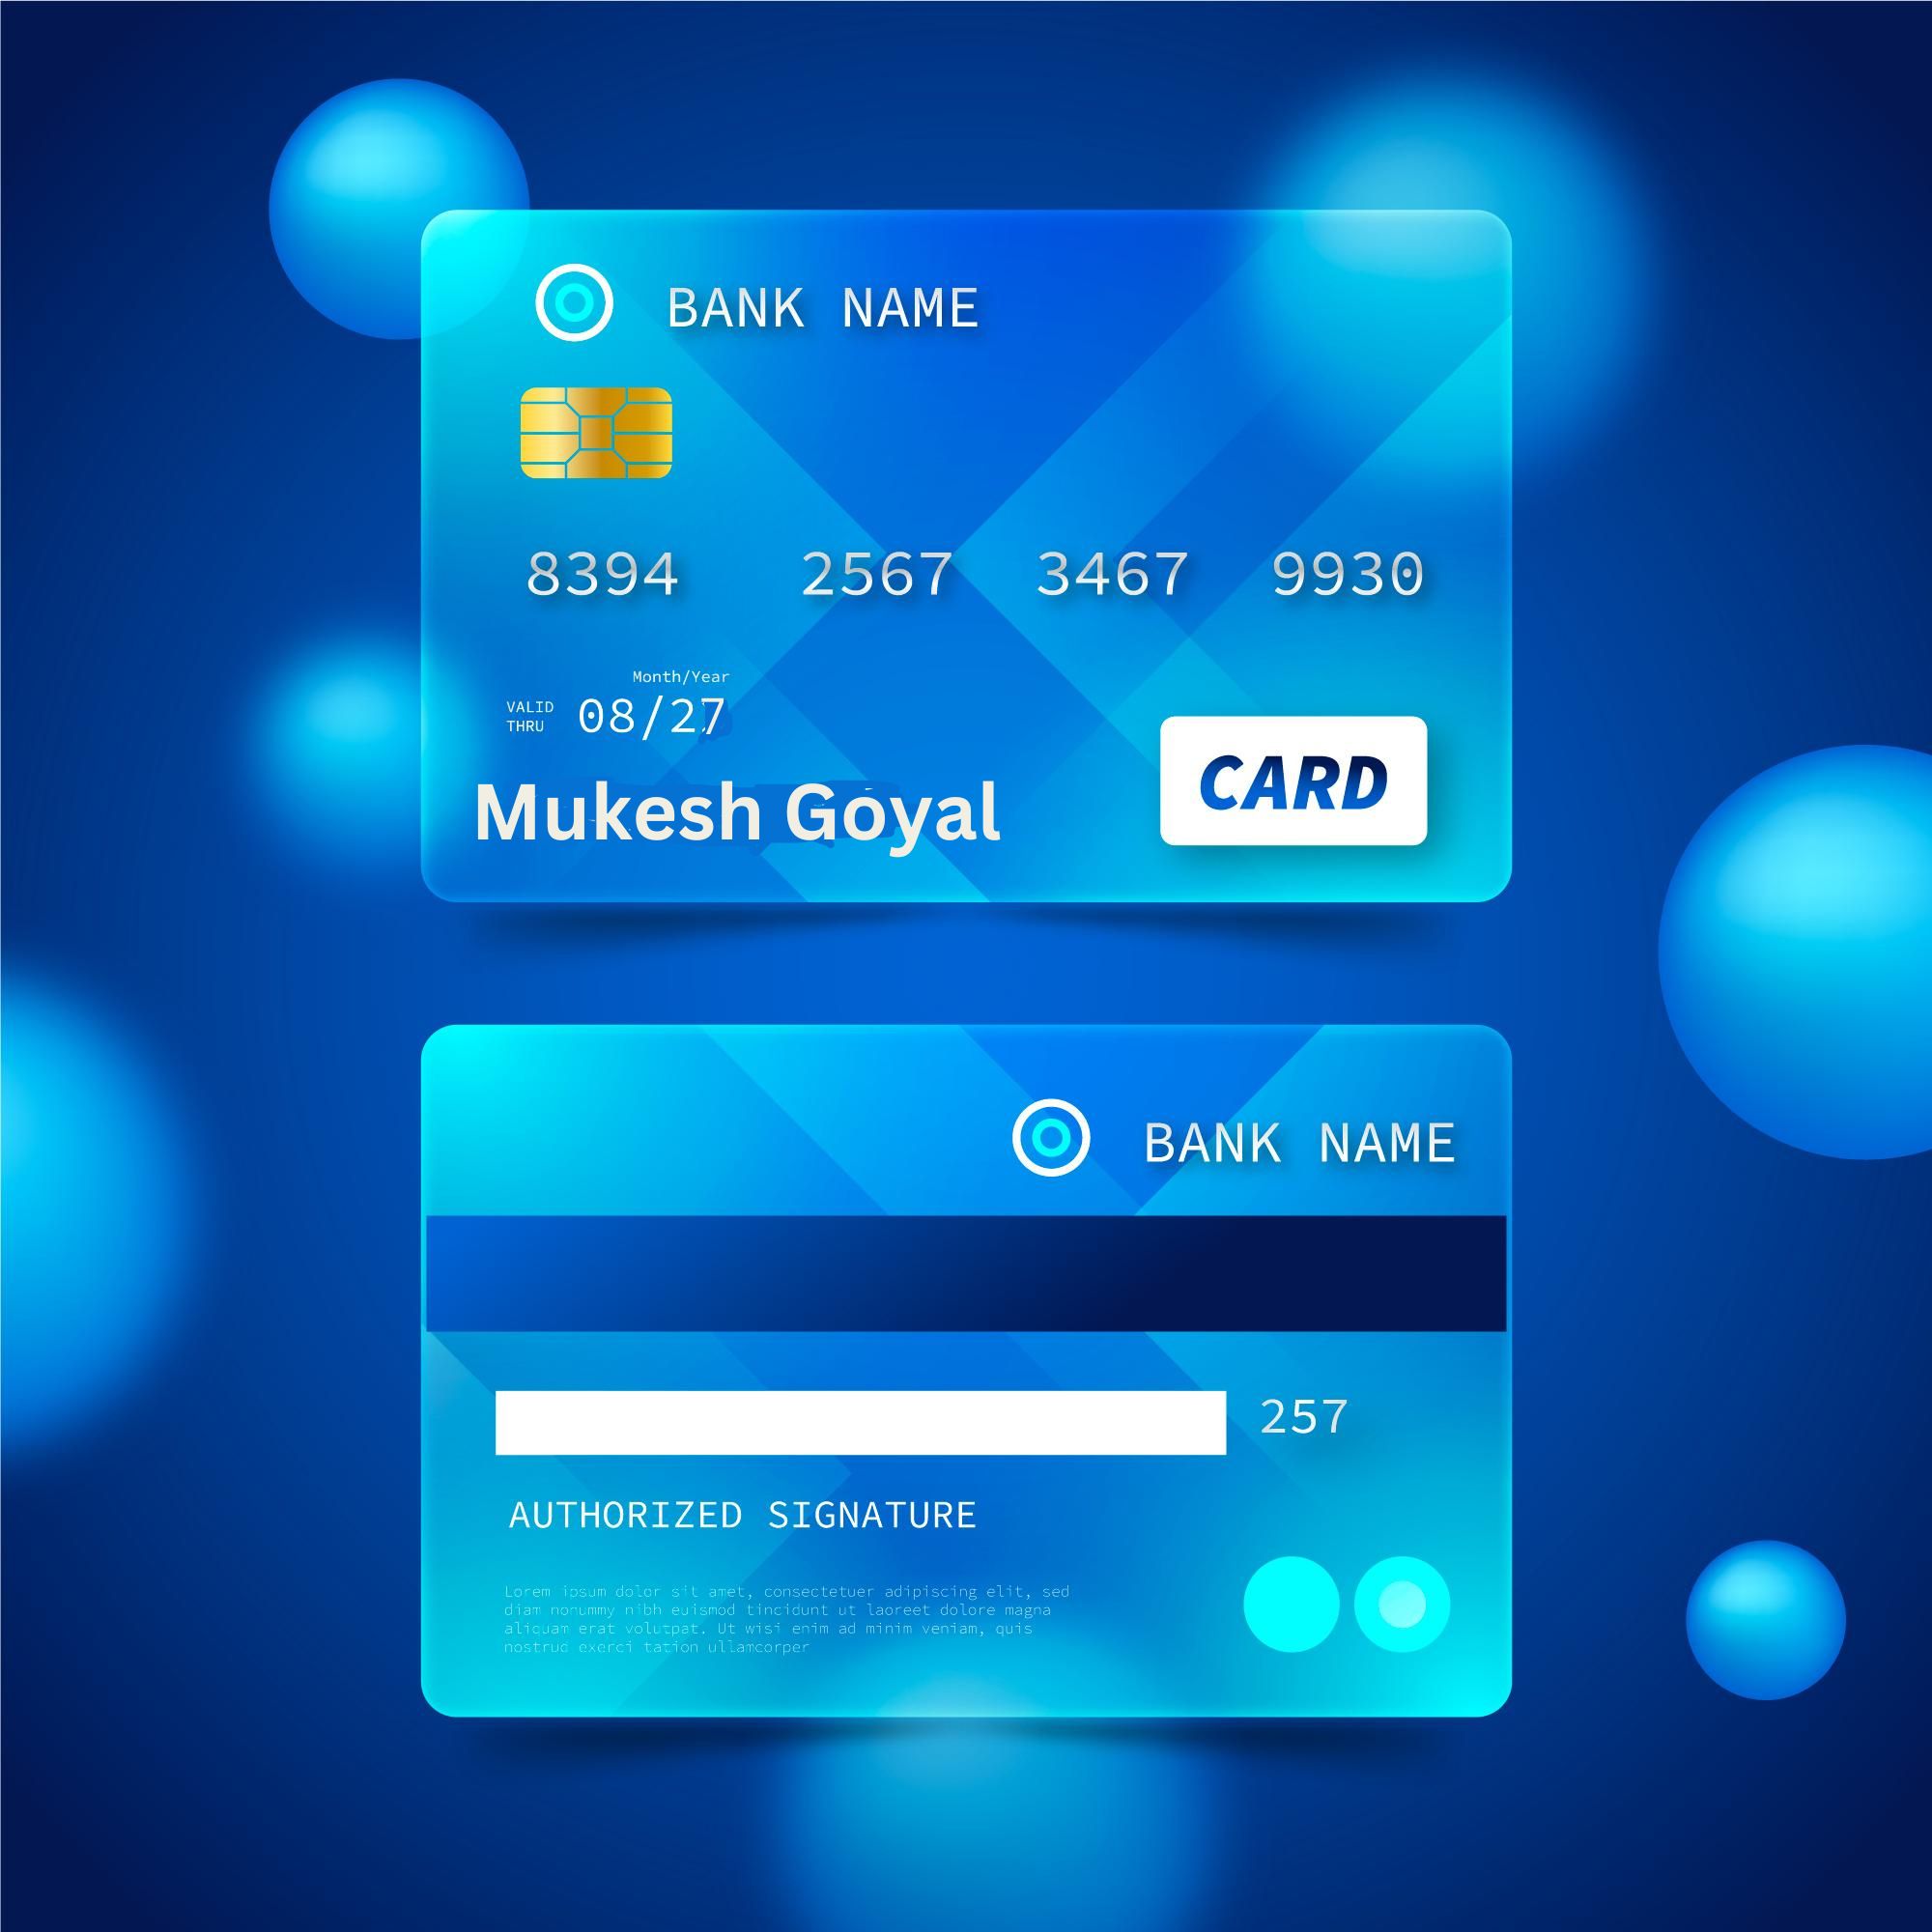 BANK NAME
8394 2567 3467 9930
Month/Year
VALID THRU 08/27
Mukesh Goyal
CARD
BANK NAME
257
AUTHORIZED SIGNATURE
Lorem ipsum dolor sit amet, consectetuer adipiscing elit, sed
diam nonummy nibh euismod tincidunt ut laoreet dolore magna
aliquam erat volutpat. Ut wisi enim ad minim veniam, quis
nostrud exerci tation ullamcorper